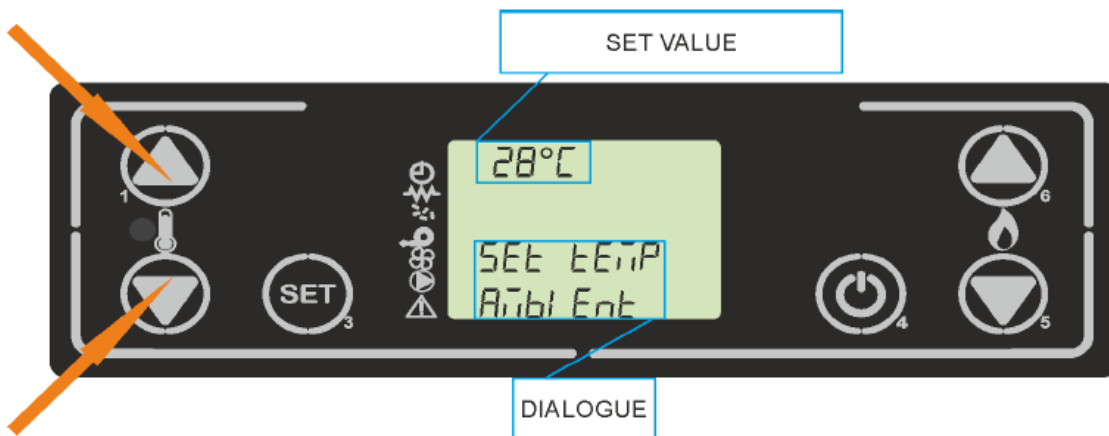 SET VALUE
28°C
1
6
SET tEMP
AMbIEnt
SET
3
4
5
DIALOGUE